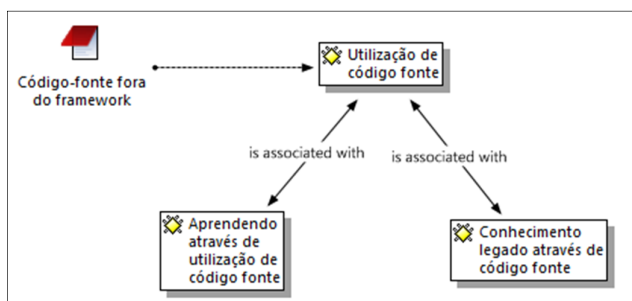 Código-fonte fora
do framework
Utilização de
código fonte
is associated with
is associated with
Aprendendo
através de
utilização de
código fonte
Conhecimento
legado através de
código fonte